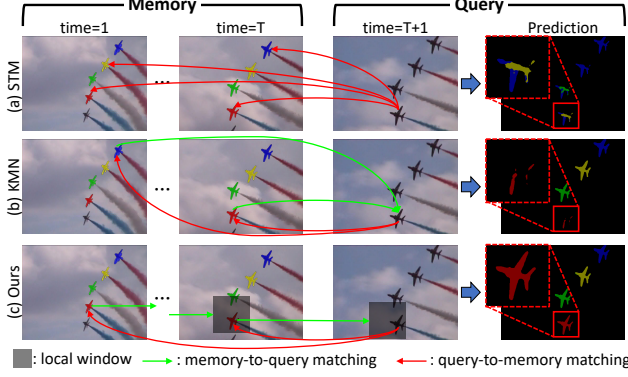 Memory Query
time=1 time=T time=T+1 Prediction
(a) STM
...
(b) KMN
...
(c) Ours
...
: local window : memory-to-query matching : query-to-memory matching